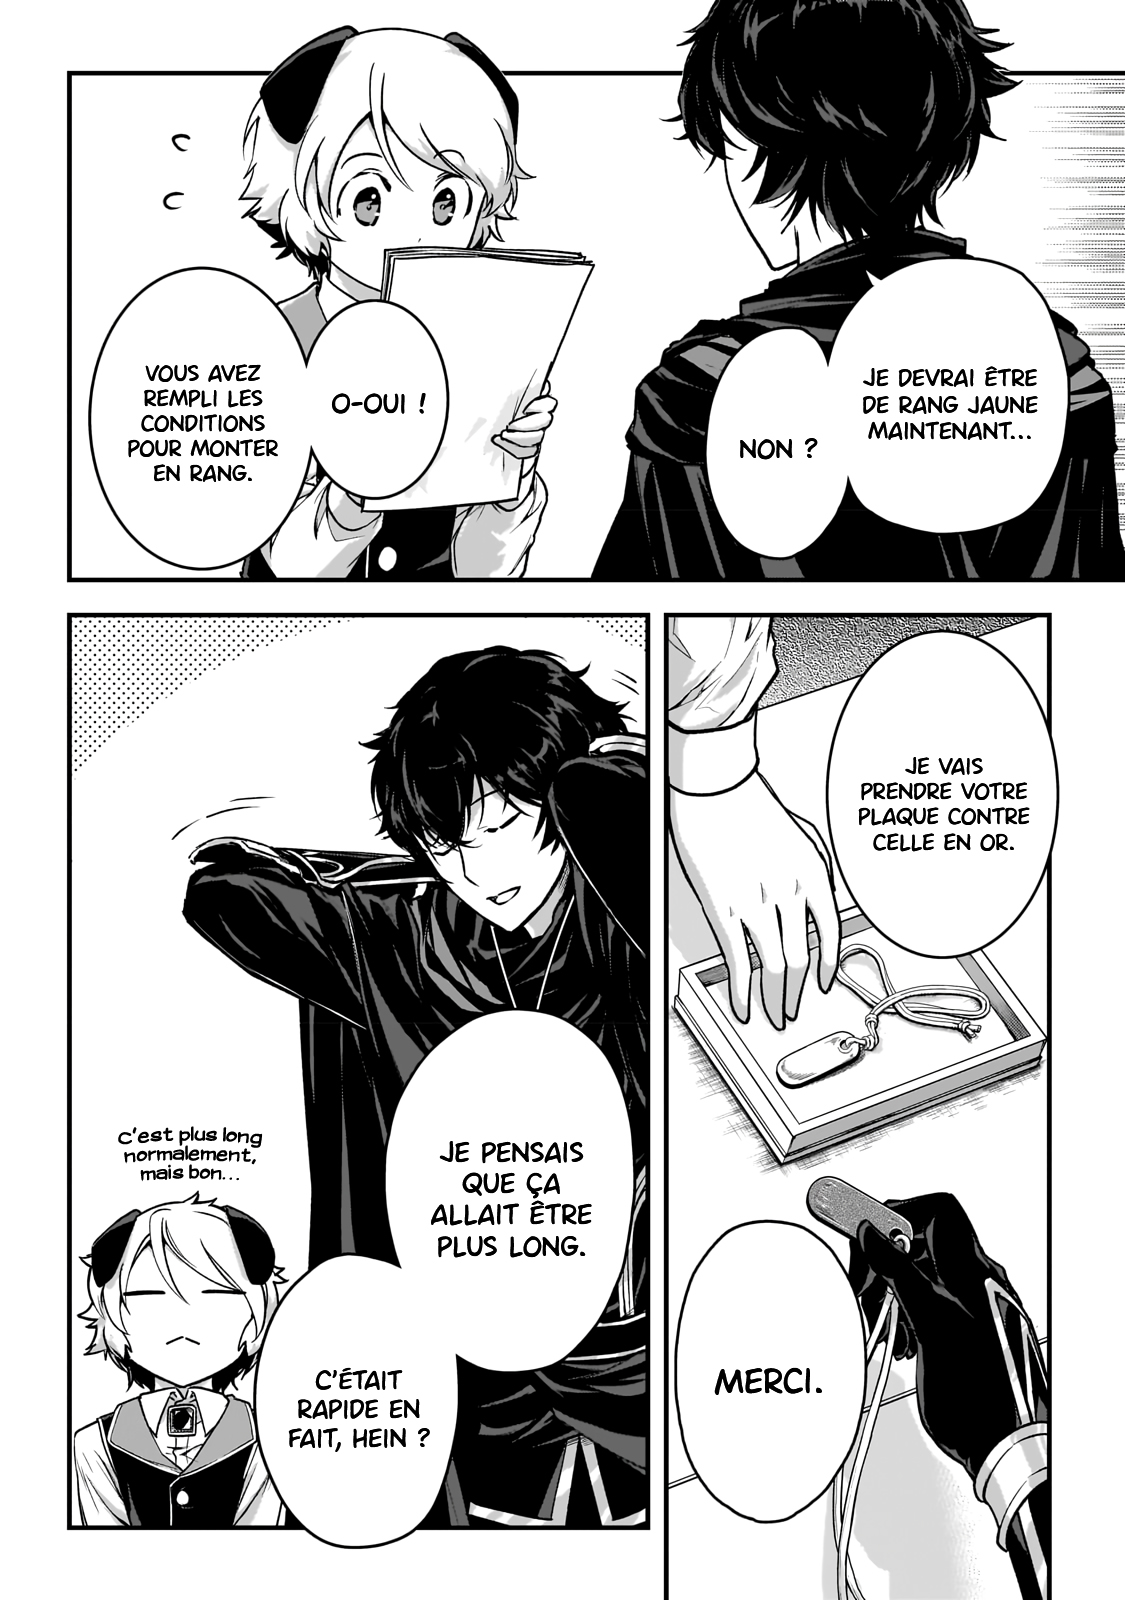 JE DEVRAI ÊTRE
DE RANG JAUNE
MAINTENANT...
NON ?
O-OUI !
VOUS AVEZ
REMPLI LES
CONDITIONS
POUR MONTER
EN RANG.
JE VAIS
PRENDRE VOTRE
PLAQUE CONTRE
CELLE EN OR.
MERCI.
JE PENSAIS
QUE ÇA
ALLAIT ÊTRE
PLUS LONG.
C'ÉTAIT
RAPIDE EN
FAIT, HEIN ?
c'est plus long
normalement,
mais bon...